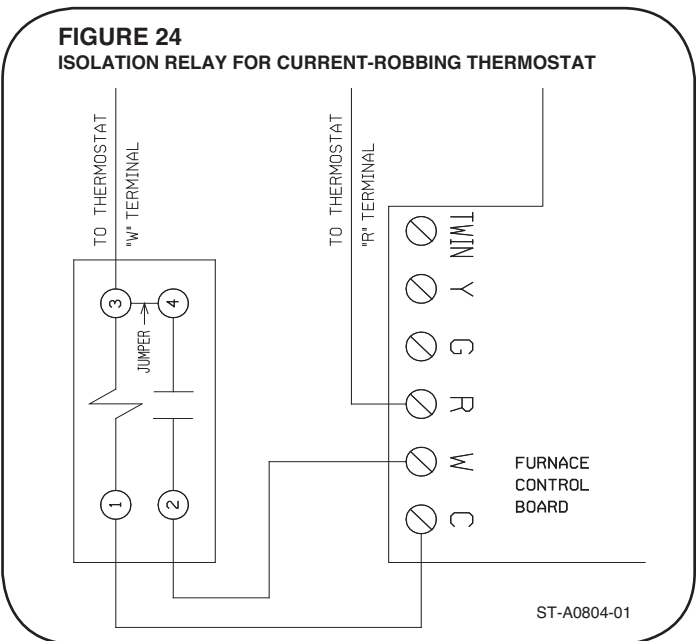 FIGURE 24
ISOLATION RELAY FOR CURRENT-ROBBING THERMOSTAT
TO THERMOSTAT
"W" TERMINAL
TO THERMOSTAT
"R" TERMINAL
TWIN
Y
G
R
W
C
3
4
JUMPER
1
2
FURNACE
CONTROL
BOARD
ST-A0804-01